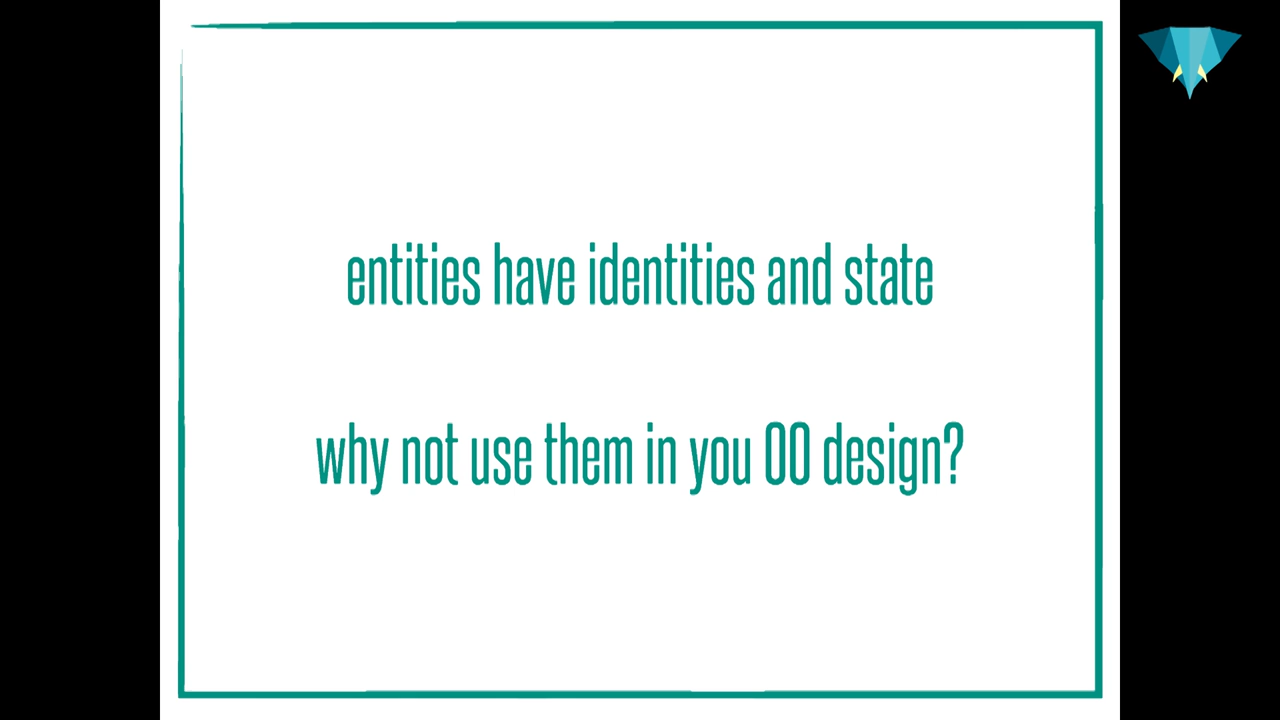 entities have identities and state
why not use them in you OO design?